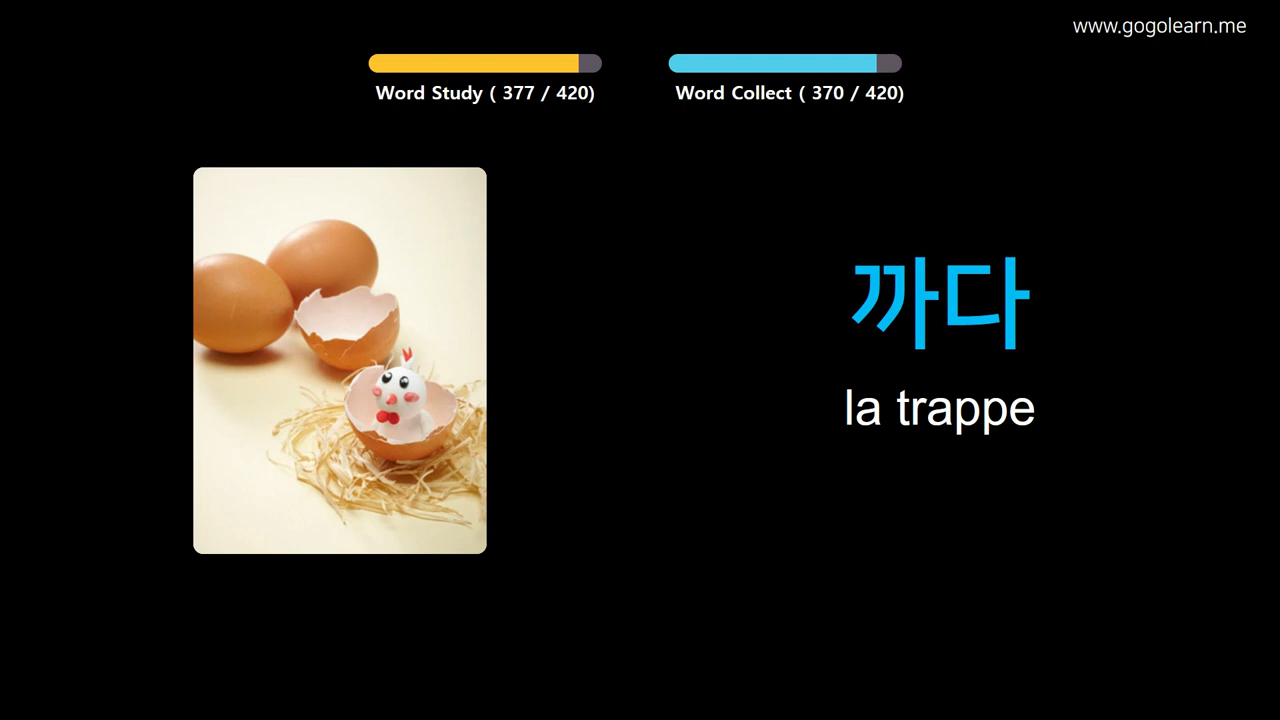 www.gogolearn.me
Word Study ( 377 / 420)
Word Collect ( 370 / 420)
까다
la trappe